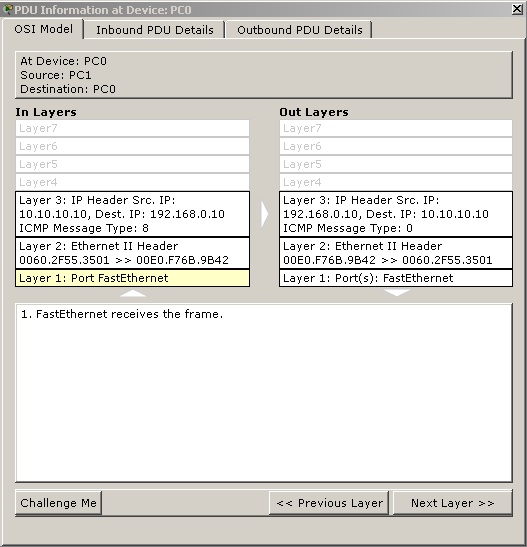 PDU Information at Device: PC0
OSI Model
Inbound PDU Details
Outbound PDU Details
At Device: PC0
Source: PC1
Destination: PC0
In Layers
Layer7
Layer6
Layer5
Layer4
Layer 3: IP Header Src. IP:
10.10.10.10, Dest. IP: 192.168.0.10
ICMP Message Type: 8
Layer 2: Ethernet II Header
0060.2F55.3501 >> 00E0.F76B.9B42
Layer 1: Port FastEthernet
Out Layers
Layer7
Layer6
Layer5
Layer4
Layer 3: IP Header Src. IP:
192.168.0.10, Dest. IP: 10.10.10.10
ICMP Message Type: 0
Layer 2: Ethernet II Header
00E0.F76B.9B42 >> 0060.2F55.3501
Layer 1: Port(s): FastEthernet
1. FastEthernet receives the frame.
Challenge Me
<< Previous Layer
Next Layer >>